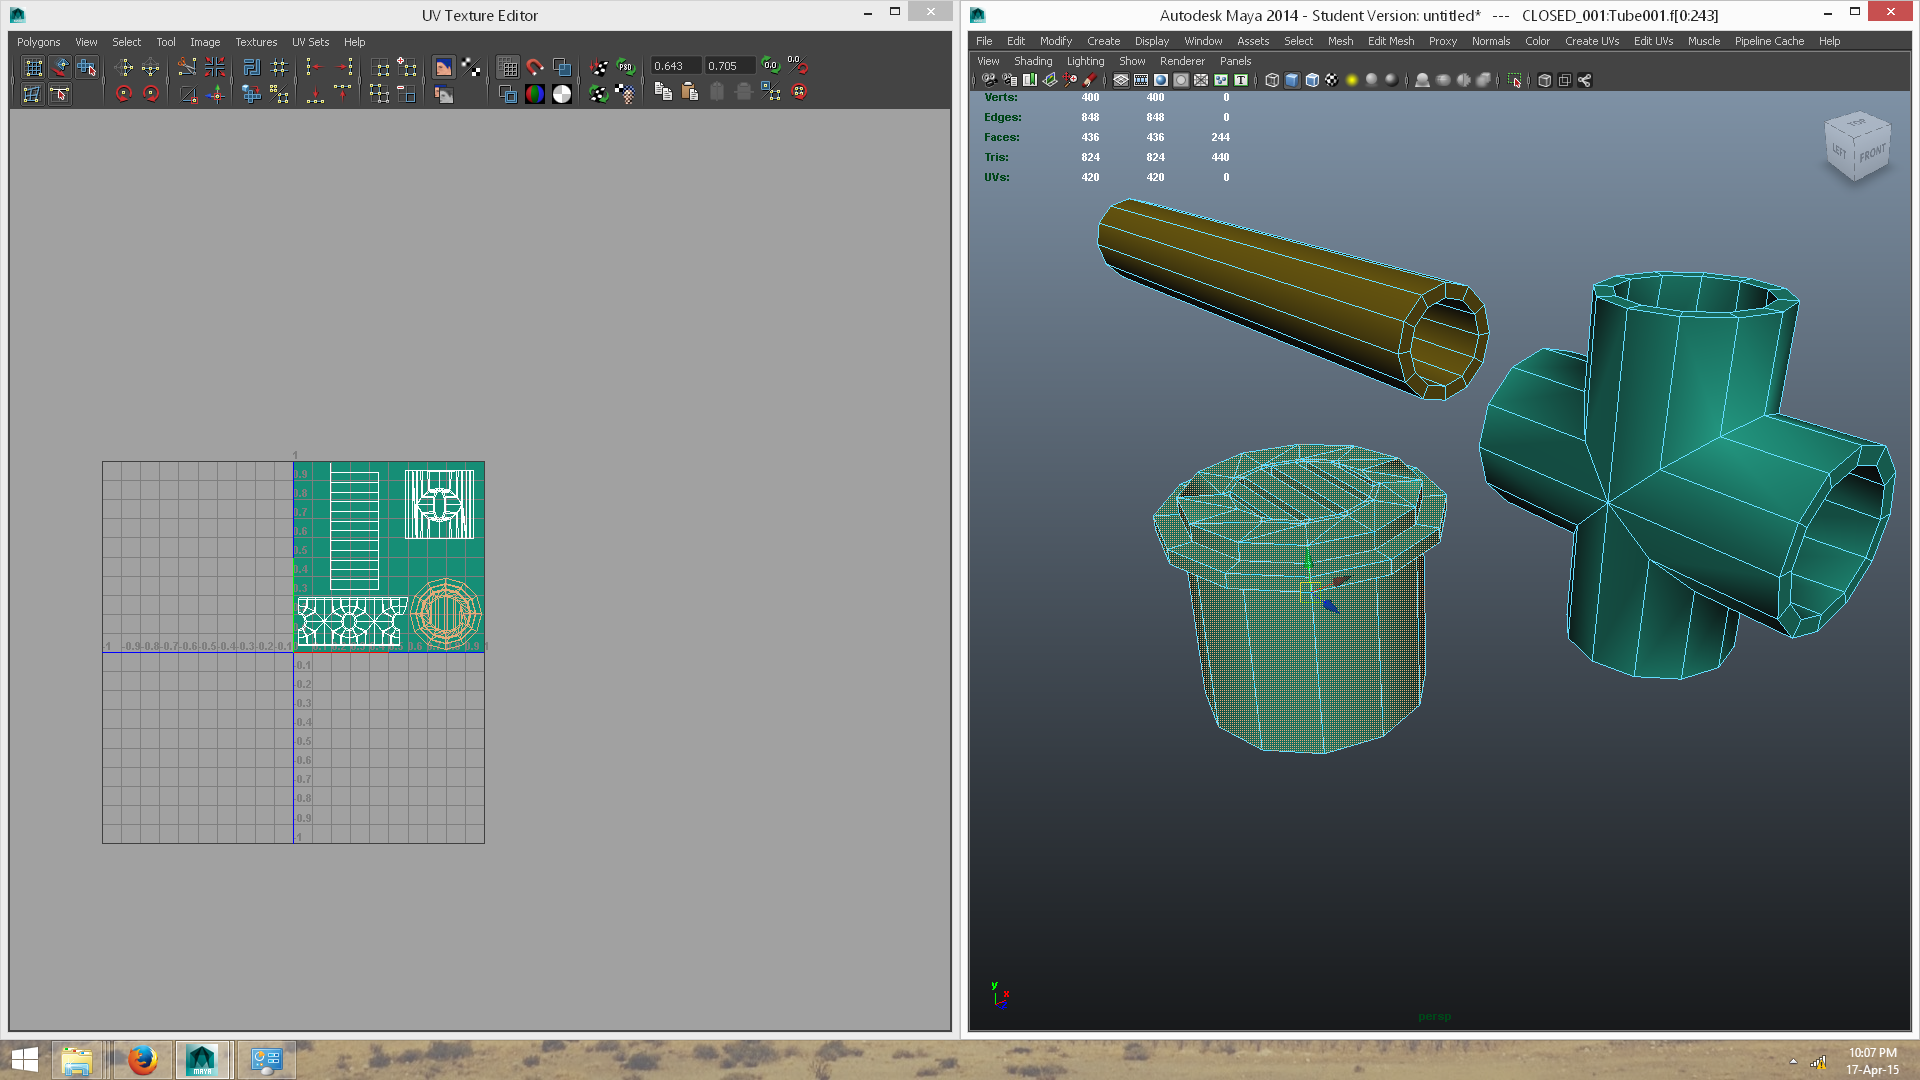 UV Texture Editor
Polygons View Select Tool Image Textures UV Sets Help
0.643 0.705
1
0.9
0.8
0.7
0.6
0.5
0.4
0.3
-1 -0.9-0.8-0.7-0.6-0.5-0.4-0.3-0.2-0.1
-0.1
-0.2
-0.3
-0.4
-0.5
-0.6
-0.7
-0.8
-0.9
-1
Autodesk Maya 2014 - Student Version: untitled* --- CLOSED_001:Tube001.f[0:243]
File Edit Modify Create Display Window Assets Select Mesh Edit Mesh Proxy Normals Color Create UVs Edit UVs Muscle Pipeline Cache Help
View Shading Lighting Show Renderer Panels
Verts: 400 400 0
Edges: 848 848 0
Faces: 436 436 244
Tris: 824 824 440
UVs: 420 420 0
TOP
LEFT FRONT
y
x
persp
MAYA
10:07 PM
17-Apr-15